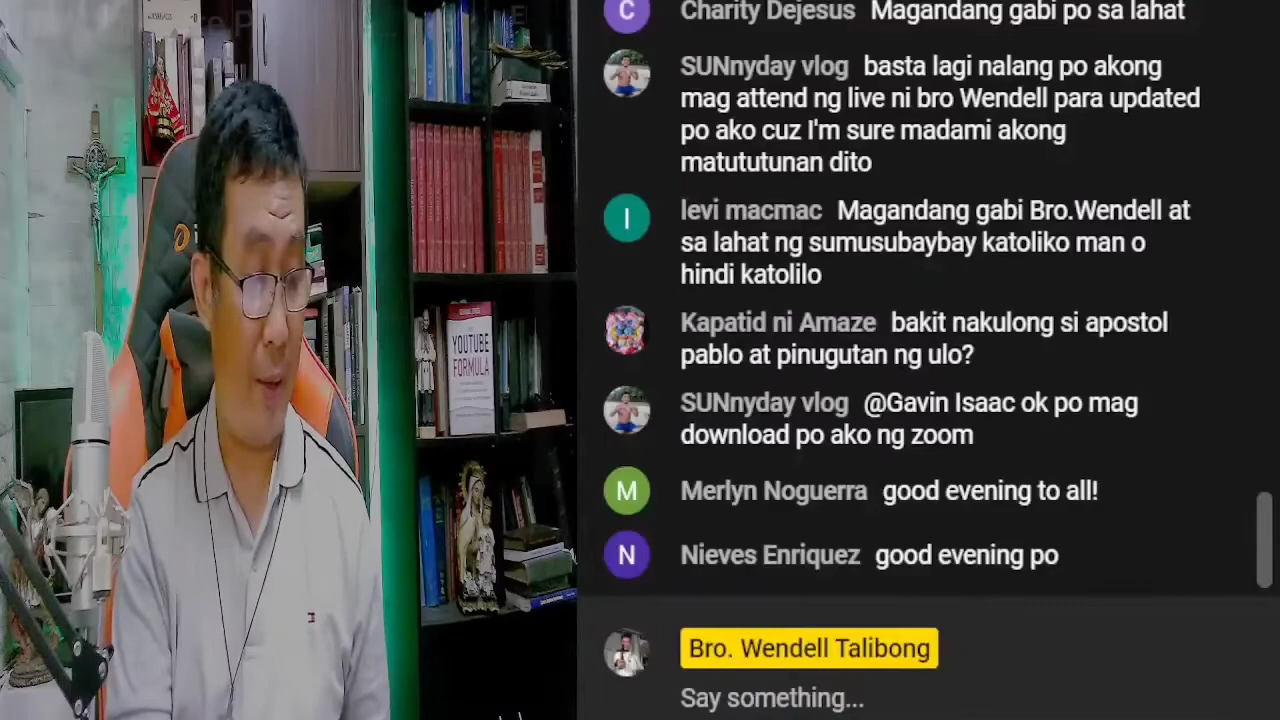 Charity Dejesus Magandang gabi po sa lahat
SUNnyday vlog basta lagi nalang po akong
mag attend ng live ni bro Wendell para updated
po ako cuz I'm sure madami akong
matututunan dito
I
levi macmac Magandang gabi Bro.Wendell at
sa lahat ng sumusubaybay katoliko man o
hindi katolilo
Kapatid ni Amaze bakit nakulong si apostol
pablo at pinugutan ng ulo?
SUNnyday vlog @Gavin Isaac ok po mag
download po ako ng zoom
M
Merlyn Noguerra good evening to all!
N
Nieves Enriquez good evening po
Bro. Wendell Talibong
Say something...
C
YOUTUBE
FORMULA